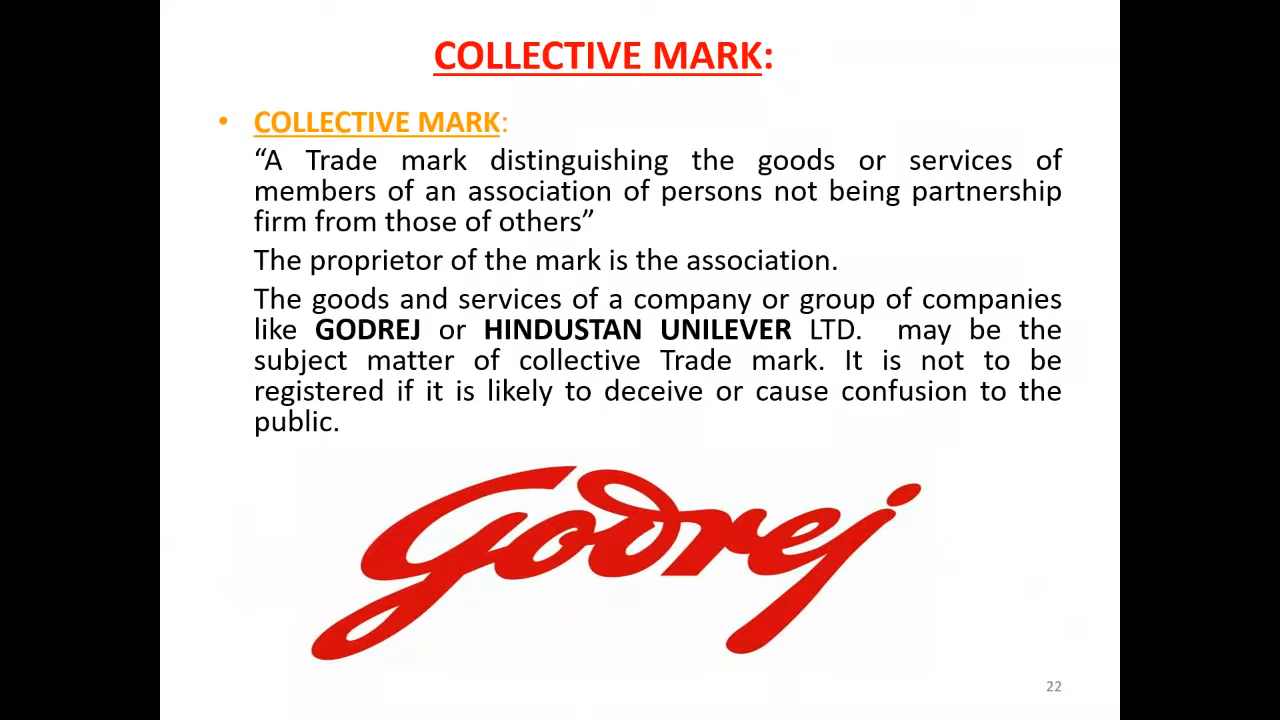 COLLECTIVE MARK:
• COLLECTIVE MARK:
“A Trade mark distinguishing the goods or services of
members of an association of persons not being partnership
firm from those of others”
The proprietor of the mark is the association.
The goods and services of a company or group of companies
like GODREJ or HINDUSTAN UNILEVER LTD. may be the
subject matter of collective Trade mark. It is not to be
registered if it is likely to deceive or cause confusion to the
public.
Godrej
22